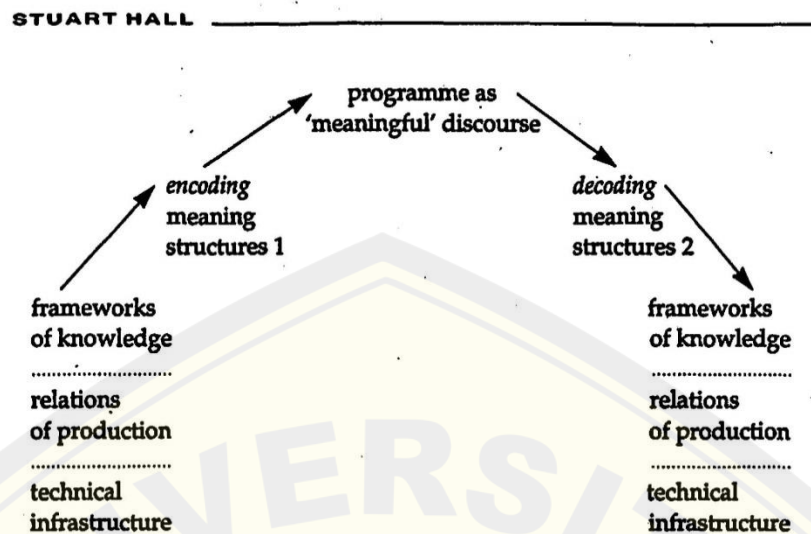 STUART HALL
programme as
'meaningful' discourse
encoding
meaning
structures 1
decoding
meaning
structures 2
frameworks
of knowledge
relations
of production
technical
infrastructure
frameworks
of knowledge
relations
of production
technical
infrastructure
VERSIT